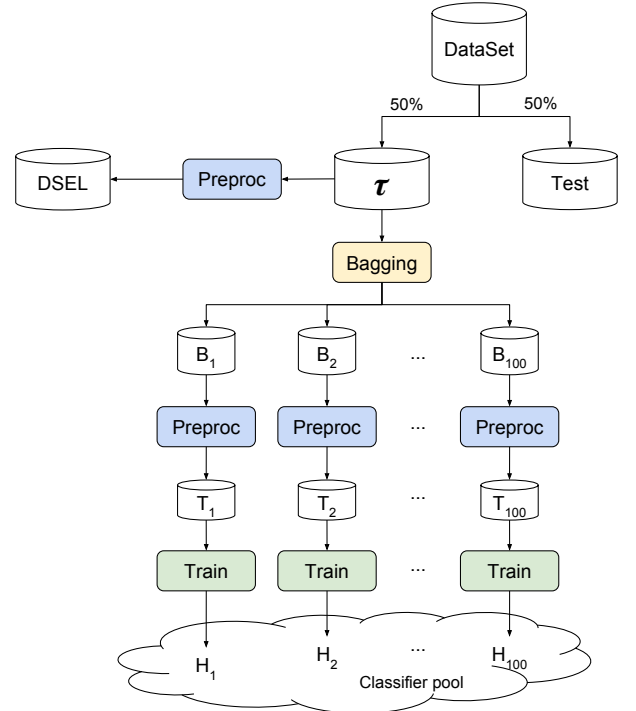 DataSet
50% 50%
DSEL Preproc 𝝉 Test
Bagging
B₁ B₂ ... B₁₀₀
Preproc Preproc ... Preproc
T₁ T₂ ... T₁₀₀
Train Train ... Train
H₁ H₂ ... H₁₀₀
Classifier pool